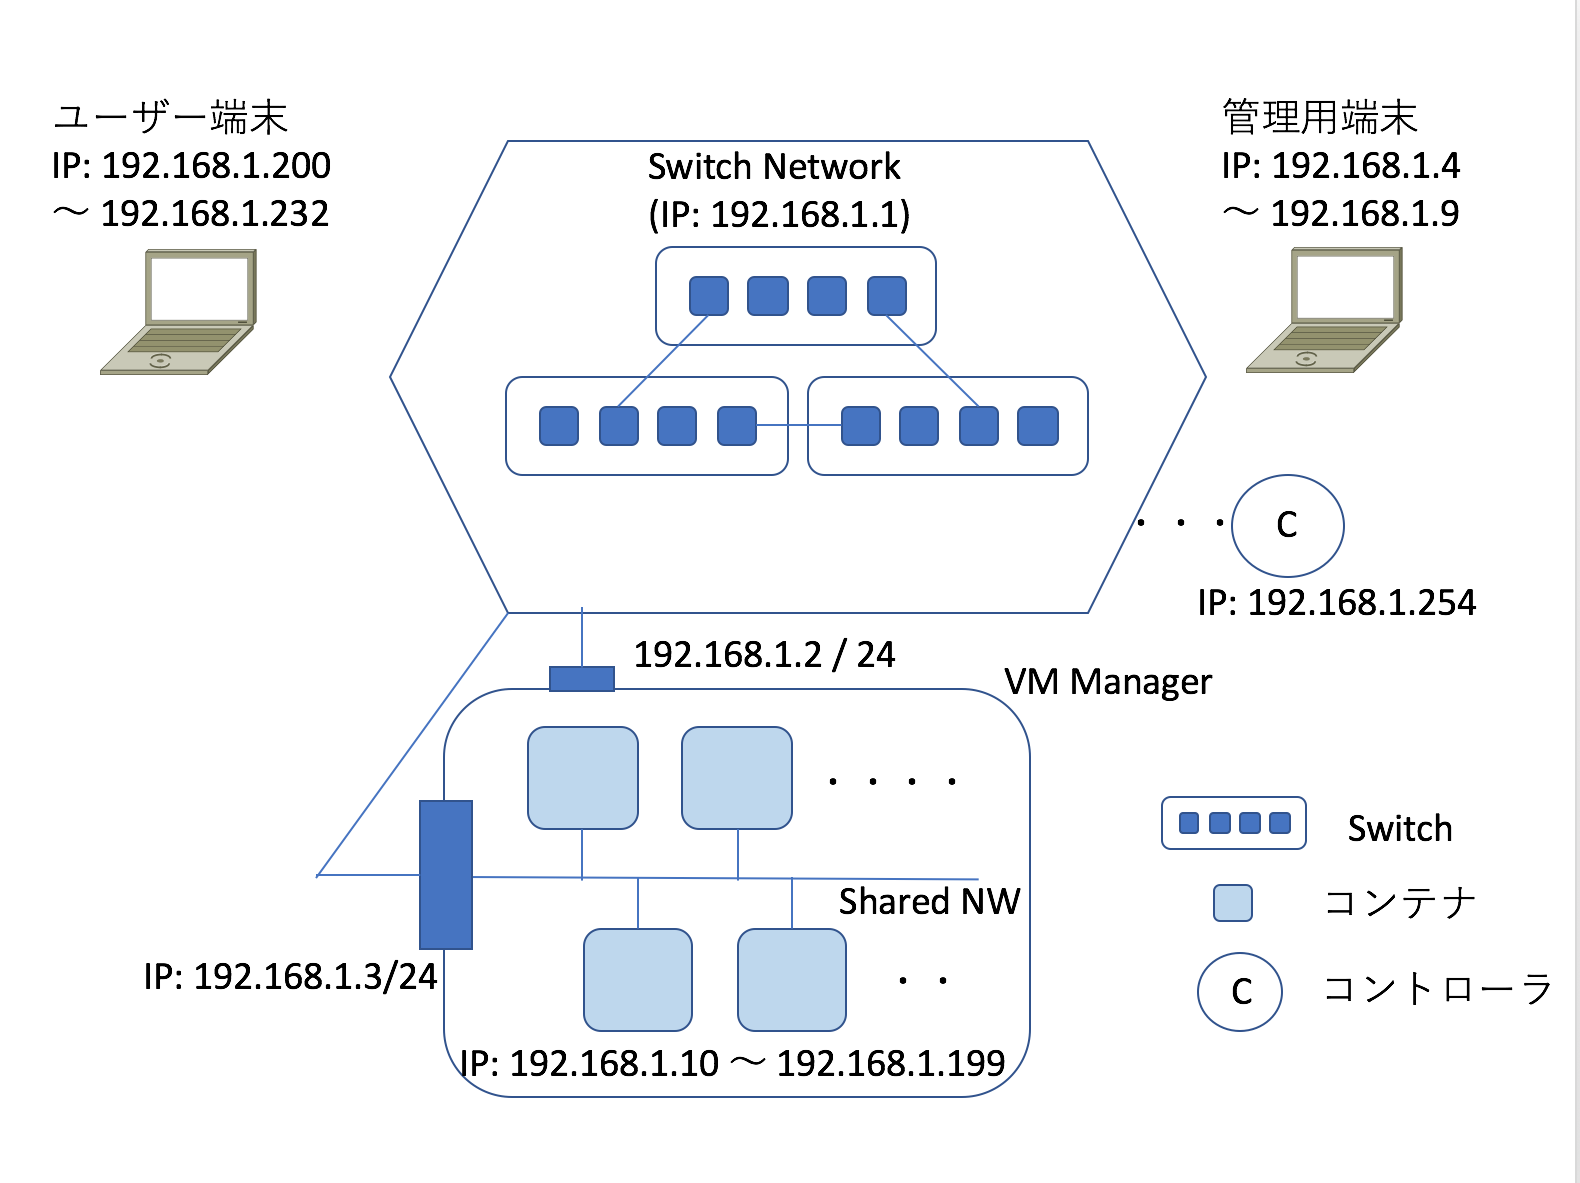 ユーザー端末
IP: 192.168.1.200
～ 192.168.1.232
Switch Network
(IP: 192.168.1.1)
管理用端末
IP: 192.168.1.4
～ 192.168.1.9
・・・
C
IP: 192.168.1.254
192.168.1.2 / 24
VM Manager
・・・・
Shared NW
IP: 192.168.1.3/24
・・
IP: 192.168.1.10 ～ 192.168.1.199
Switch
コンテナ
C
コントローラ